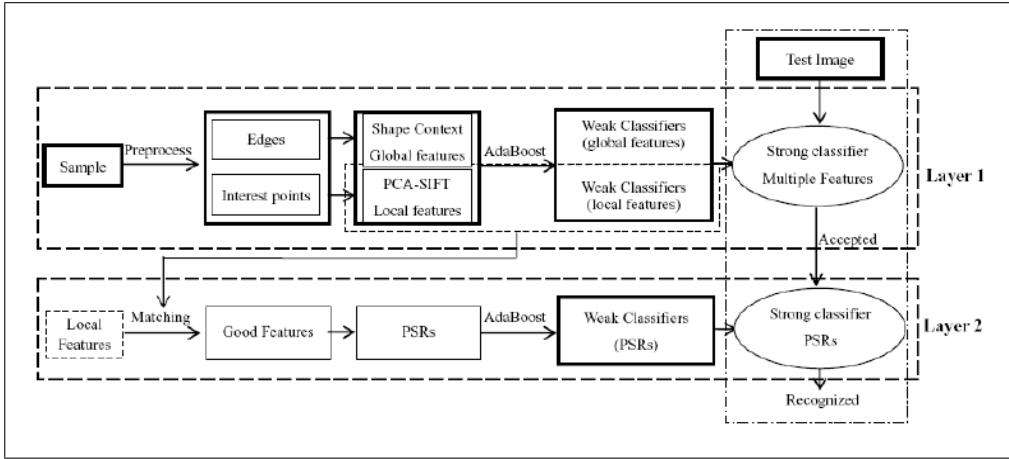 Test Image
Sample
Preprocess
Edges
Interest points
Shape Context
Global features
PCA-SIFT
Local features
AdaBoost
Weak Classifiers
(global features)
Weak Classifiers
(local features)
Strong classifier
Multiple Features
Layer 1
Accepted
Local
Features
Matching
Good Features
PSRs
AdaBoost
Weak Classifiers
(PSRs)
Strong classifier
PSRs
Layer 2
Recognized